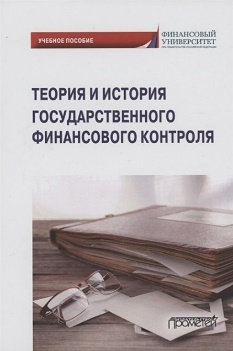 УЧЕБНОЕ ПОСОБИЕ
ФИНАНСОВЫЙ
УНИВЕРСИТЕТ
ТЕОРИЯ И ИСТОРИЯ
ГОСУДАРСТВЕННОГО
ФИНАНСОВОГО КОНТРОЛЯ
Прометей